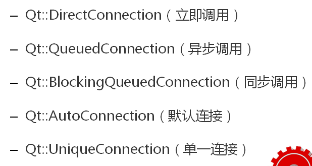 – Qt::DirectConnection（立即调用）
– Qt::QueuedConnection（异步调用）
– Qt::BlockingQueuedConnection（同步调用）
– Qt::AutoConnection（默认连接）
– Qt::UniqueConnection（单一连接）